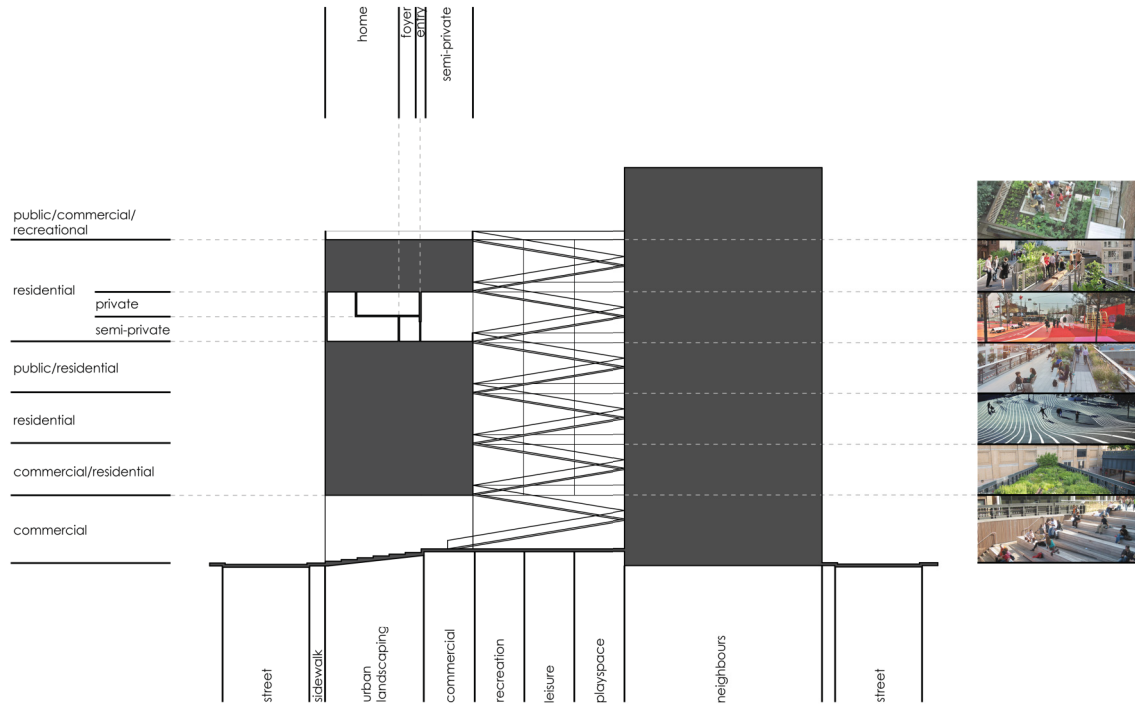 home
foyer
entry
semi-private
public/commercial/
recreational
residential
private
semi-private
public/residential
residential
commercial/residential
commercial
street
sidewalk
urban
landscaping
commercial
recreation
leisure
playspace
neighbours
street